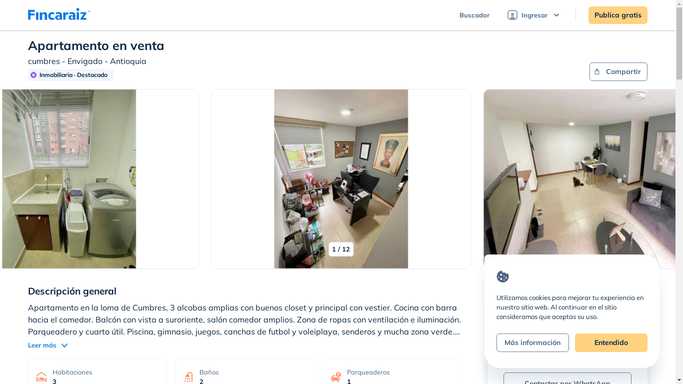 Fincaraiz
Buscador
Ingresar
Publica gratis
Apartamento en venta
cumbres - Envigado - Antioquia
Inmobiliaria · Destacado
Compartir
1 / 12
Descripción general
Apartamento en la loma de Cumbres, 3 alcobas amplias con buenos closet y principal con vestier. Cocina con barra
hacia el comedor. Balcón con vista a suroriente, salón comedor amplios. Zona de ropas con ventilación e iluminación.
Parqueadero y cuarto útil. Piscina, gimnasio, juegos, canchas de futbol y voleiplaya, senderos y mucha zona verde....
Leer más
Habitaciones
3
Baños
2
Parqueaderos
1
Utilizamos cookies para mejorar tu experiencia en
nuestro sitio web. Al continuar en el sitio
consideramos que aceptas su uso.
Más información
Entendido
Contactar por WhatsApp